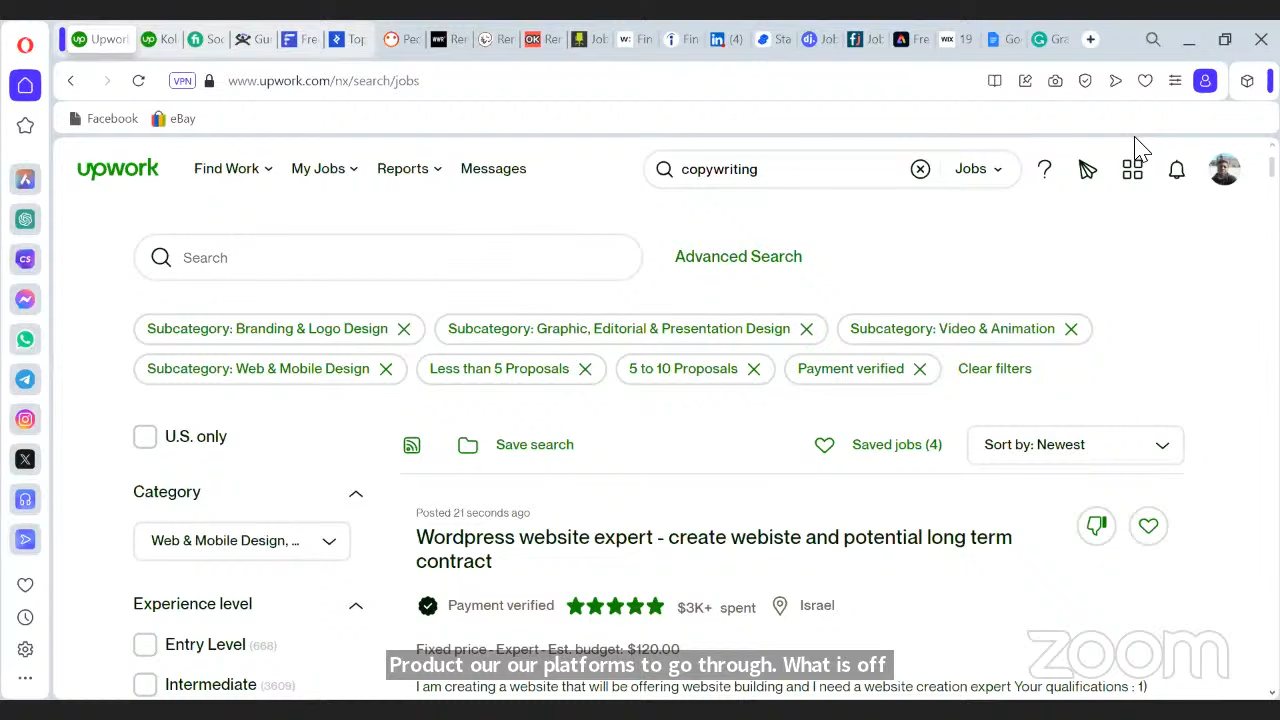 Upworl
Kol
Soc
Gu
Fre
Top
Peo
Rer
Rer
OK Rer
Job
w: Fin
Fin
(4)
Sta
Job
Job
Fre
WIX 19
Go
Gra
VPN
www.upwork.com/nx/search/jobs
Facebook
eBay
upwork
Find Work
My Jobs
Reports
Messages
copywriting
Jobs
Search
Advanced Search
Subcategory: Branding & Logo Design
Subcategory: Graphic, Editorial & Presentation Design
Subcategory: Video & Animation
Subcategory: Web & Mobile Design
Less than 5 Proposals
5 to 10 Proposals
Payment verified
Clear filters
U.S. only
Save search
Saved jobs (4)
Sort by: Newest
Category
Web & Mobile Design, ...
Experience level
Entry Level (668)
Intermediate (3609)
Posted 21 seconds ago
Wordpress website expert - create webiste and potential long term
contract
Payment verified
$3K+ spent
Israel
Fixed price - Expert - Est. budget: $120.00
Product our our platforms to go through. What is off
I am creating a website that will be offering website building and I need a website creation expert Your qualifications : 1)
zoom